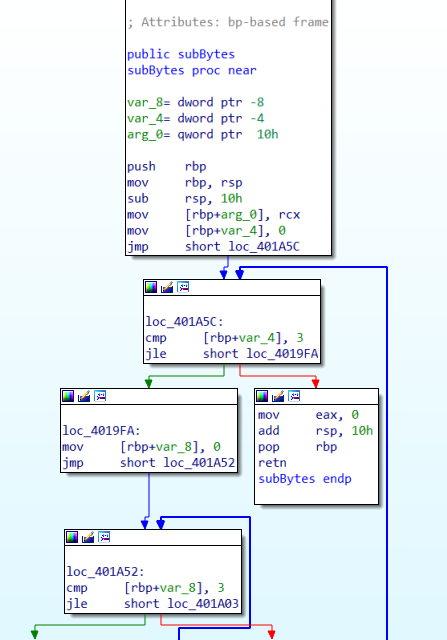 ; Attributes: bp-based frame
public subBytes
subBytes proc near
var_8= dword ptr -8
var_4= dword ptr -4
arg_0= qword ptr  10h
push    rbp
mov     rbp, rsp
sub     rsp, 10h
mov     [rbp+arg_0], rcx
mov     [rbp+var_4], 0
jmp     short loc_401A5C
loc_401A5C:
cmp     [rbp+var_4], 3
jle     short loc_4019FA
loc_4019FA:
mov     [rbp+var_8], 0
jmp     short loc_401A52
mov     eax, 0
add     rsp, 10h
pop     rbp
retn
subBytes endp
loc_401A52:
cmp     [rbp+var_8], 3
jle     short loc_401A03